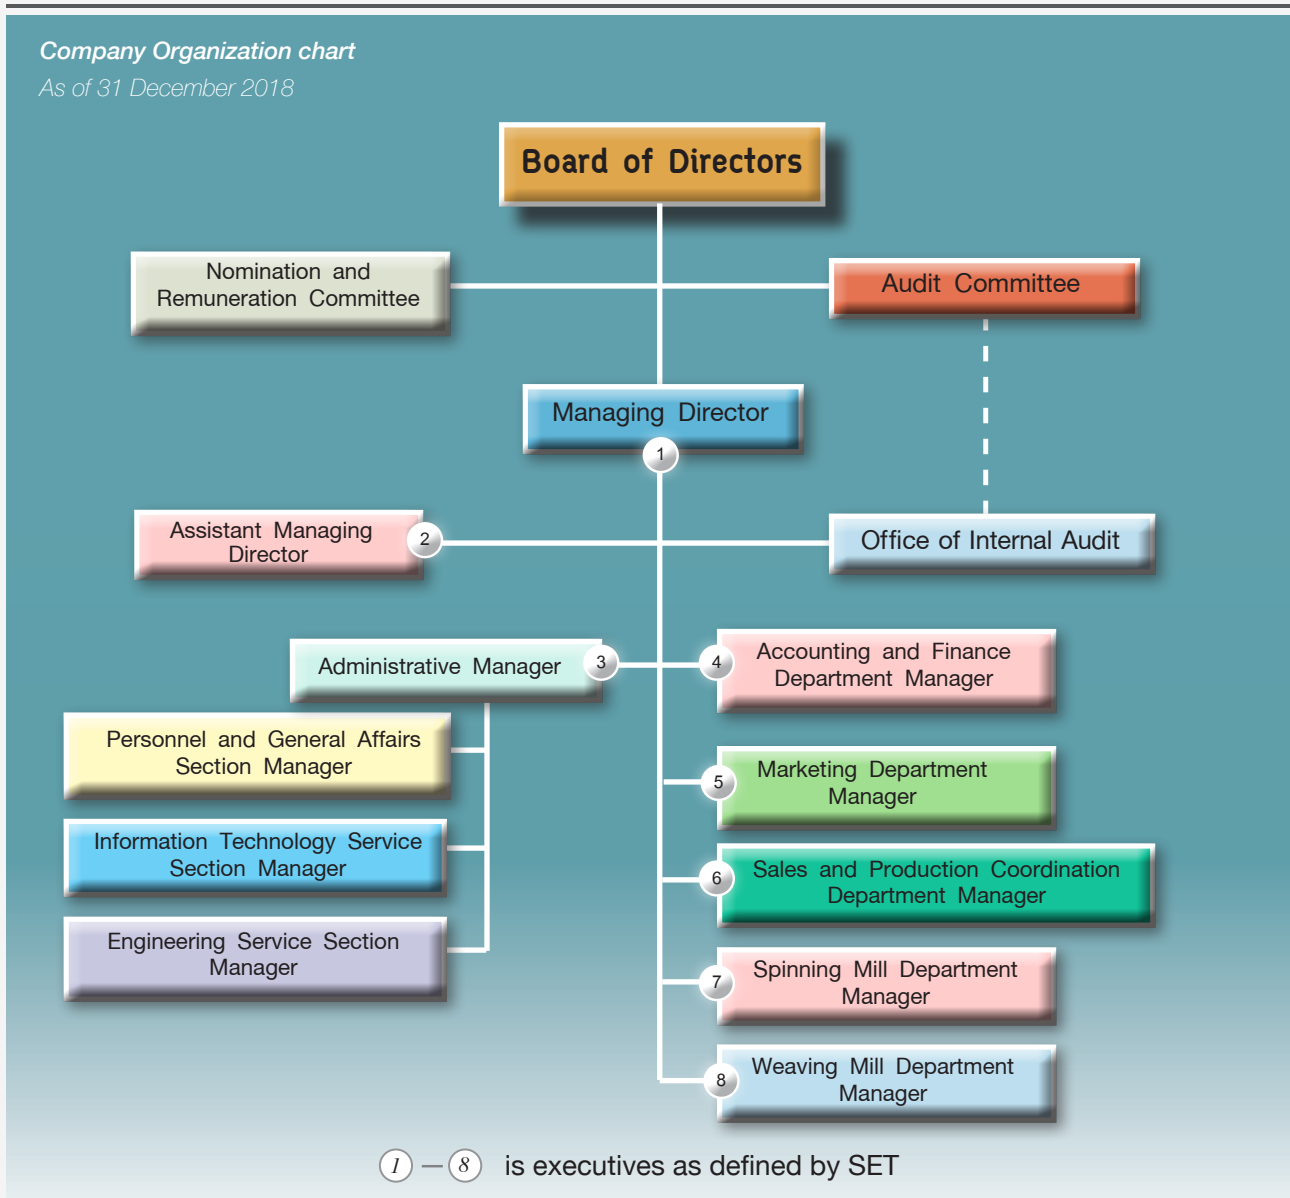 Company Organization chart
As of 31 December 2018
Board of Directors
Nomination and
Remuneration Committee
Audit Committee
Managing Director
1
Assistant Managing
Director
2
Office of Internal Audit
Administrative Manager
3
4
Accounting and Finance
Department Manager
Personnel and General Affairs
Section Manager
5
Marketing Department
Manager
Information Technology Service
Section Manager
6
Sales and Production Coordination
Department Manager
Engineering Service Section
Manager
7
Spinning Mill Department
Manager
8
Weaving Mill Department
Manager
1 – 8 is executives as defined by SET